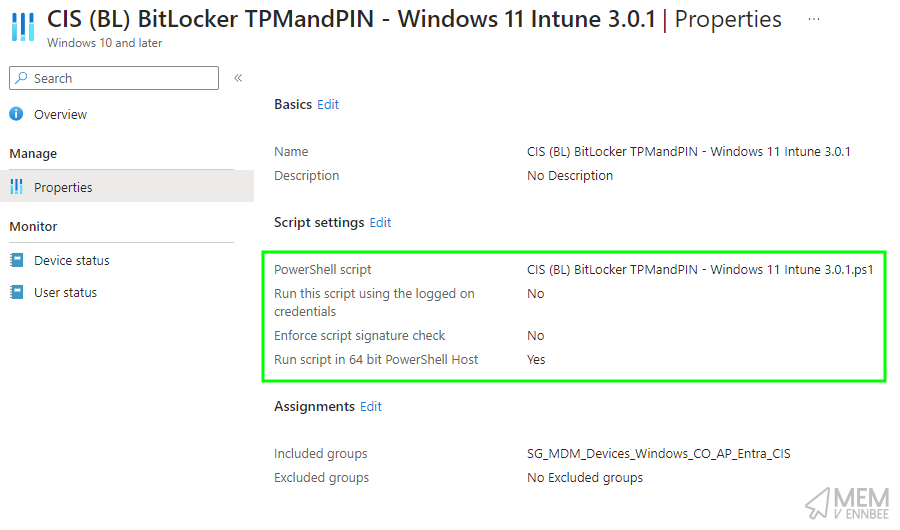 CIS (BL) BitLocker TPMandPIN - Windows 11 Intune 3.0.1 | Properties ...
Windows 10 and later
Search «
Overview
Manage
Properties
Monitor
Device status
User status
Basics Edit
Name CIS (BL) BitLocker TPMandPIN - Windows 11 Intune 3.0.1
Description No Description
Script settings Edit
PowerShell script CIS (BL) BitLocker TPMandPIN - Windows 11 Intune 3.0.1.ps1
Run this script using the logged on No
credentials
Enforce script signature check No
Run script in 64 bit PowerShell Host Yes
Assignments Edit
Included groups SG_MDM_Devices_Windows_CO_AP_Entra_CIS
Excluded groups No Excluded groups
MEM
V ENNBEE